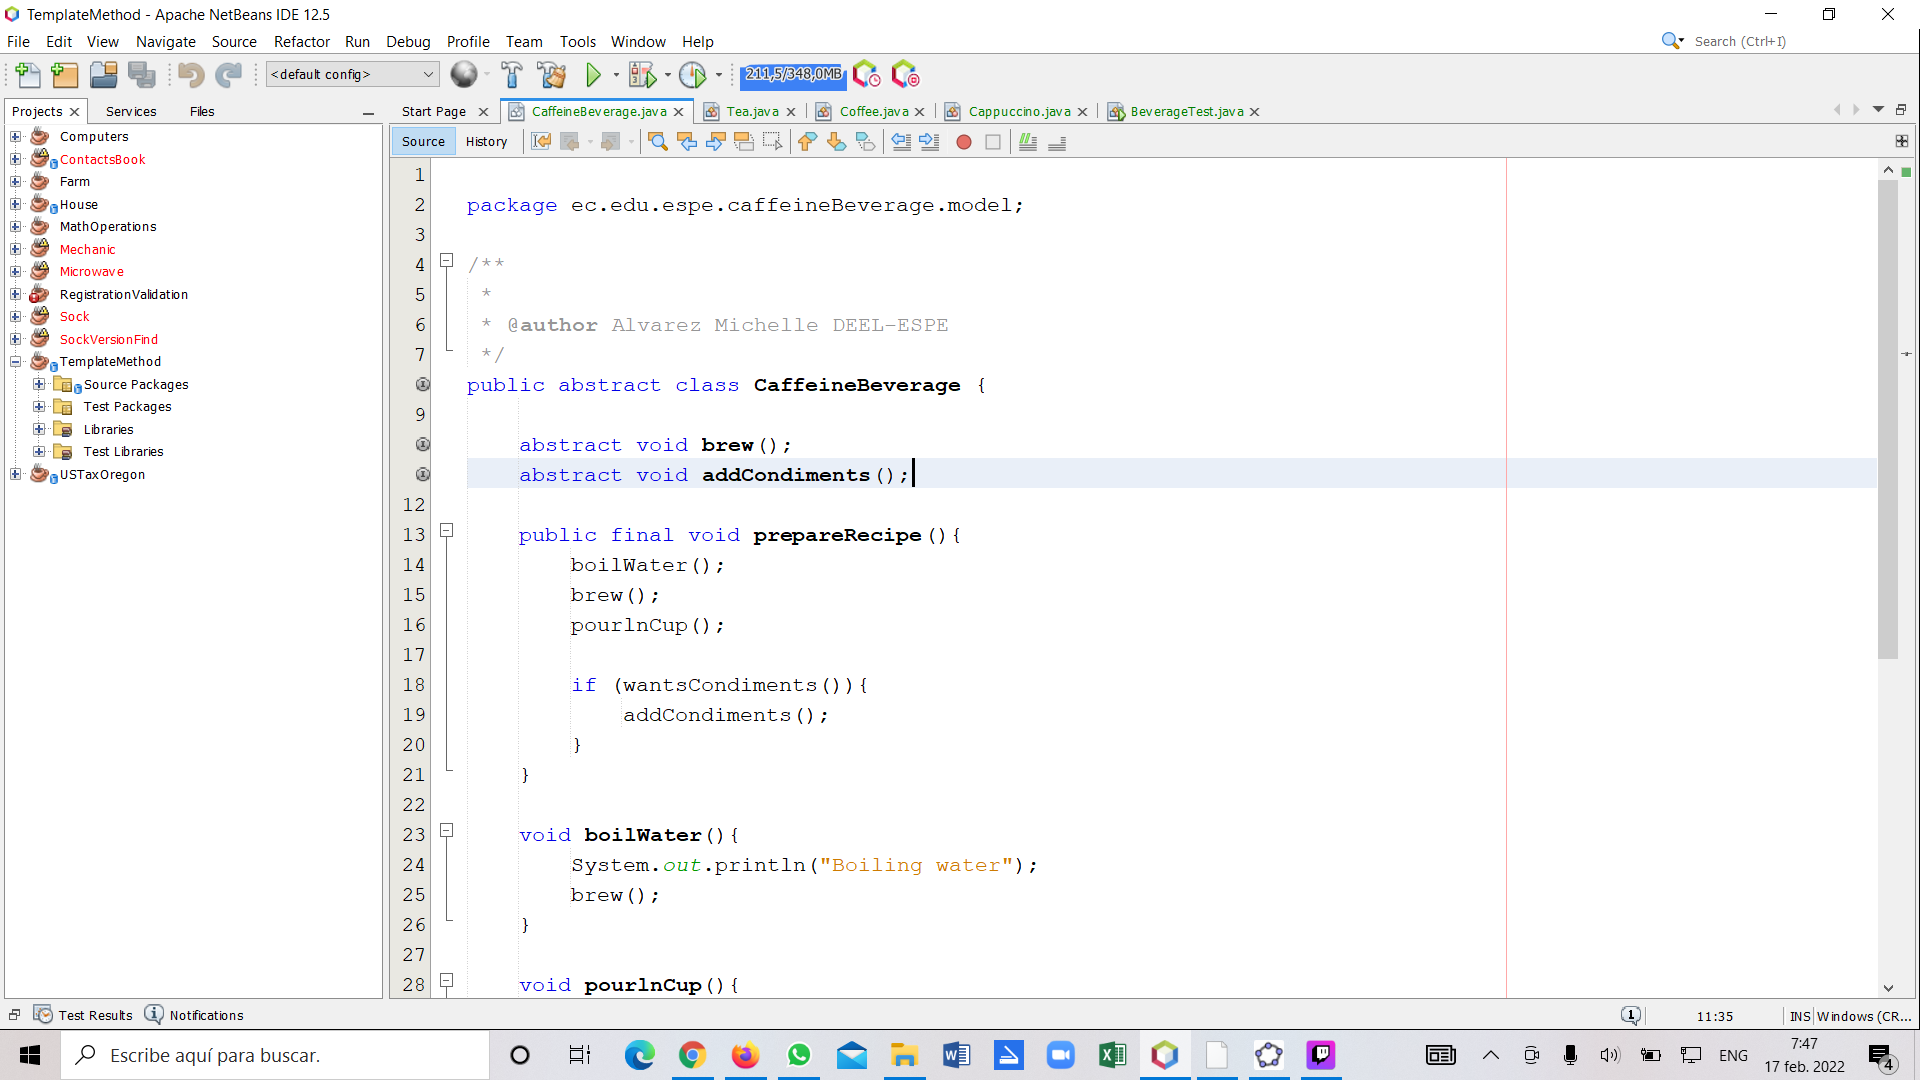 TemplateMethod - Apache NetBeans IDE 12.5
File Edit View Navigate Source Refactor Run Debug Profile Team Tools Window Help
Search (Ctrl+I)
<default config>
211,5/348,0MB
Projects Services Files
Start Page CaffeineBeverage.java Tea.java Coffee.java Cappuccino.java BeverageTest.java
Source History
Computers
ContactsBook
Farm
House
MathOperations
Mechanic
Microwave
RegistrationValidation
Sock
SockVersionFind
TemplateMethod
Source Packages
Test Packages
Libraries
Test Libraries
USTaxOregon
1
2 package ec.edu.espe.caffeineBeverage.model;
3
4 /**
5 *
6 * @author Alvarez Michelle DEEL-ESPE
7 */
public abstract class CaffeineBeverage {
9
abstract void brew();
abstract void addCondiments();
12
13 public final void prepareRecipe(){
14 boilWater();
15 brew();
16 pourlnCup();
17
18 if (wantsCondiments()){
19 addCondiments();
20 }
21 }
22
23 void boilWater(){
24 System.out.println("Boiling water");
25 brew();
26 }
27
28 void pourlnCup(){
Test Results Notifications
1 11:35 INS Windows (CR...
Escribe aquí para buscar.
ENG
7:47
17 feb. 2022
4